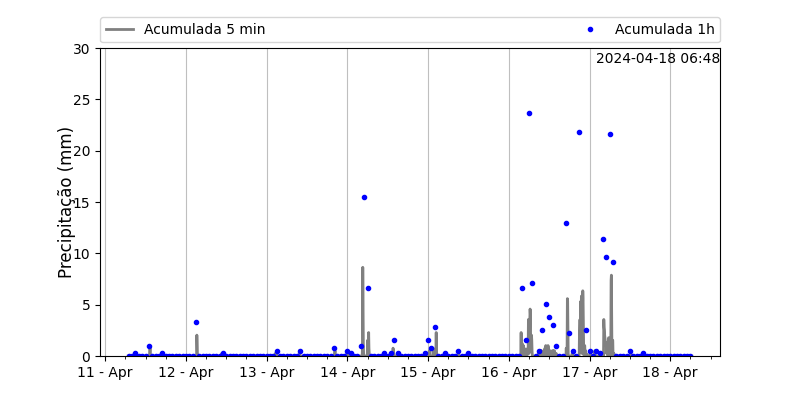 Acumulada 5 min
Acumulada 1h
2024-04-18 06:48
Precipitação (mm)
30
25
20
15
10
5
0
11 - Apr
12 - Apr
13 - Apr
14 - Apr
15 - Apr
16 - Apr
17 - Apr
18 - Apr